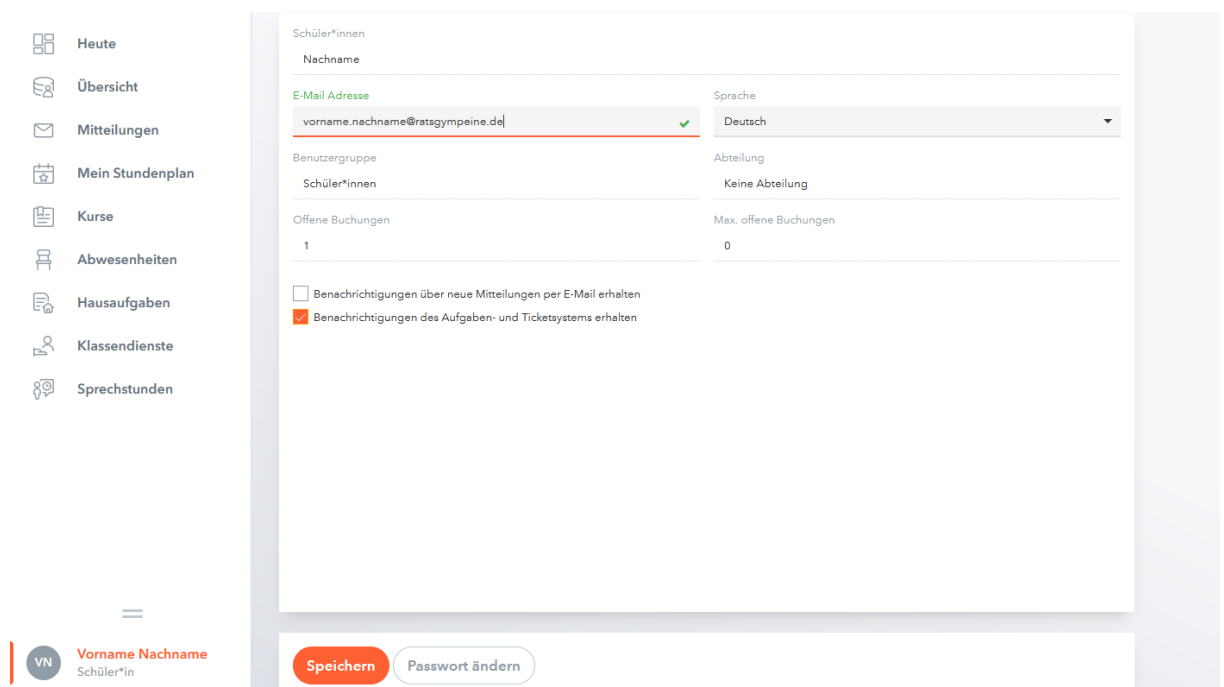 Heute
Übersicht
Mitteilungen
Mein Stundenplan
Kurse
Abwesenheiten
Hausaufgaben
Klassendienste
Sprechstunden
VN
Vorname Nachname
Schüler*in
Schüler*innen
Nachname
E-Mail Adresse
vorname.nachname@ratsgympeine.de
Sprache
Deutsch
Benutzergruppe
Schüler*innen
Abteilung
Keine Abteilung
Offene Buchungen
1
Max. offene Buchungen
0
Benachrichtigungen über neue Mitteilungen per E-Mail erhalten
Benachrichtigungen des Aufgaben- und Ticketsystems erhalten
Speichern
Passwort ändern